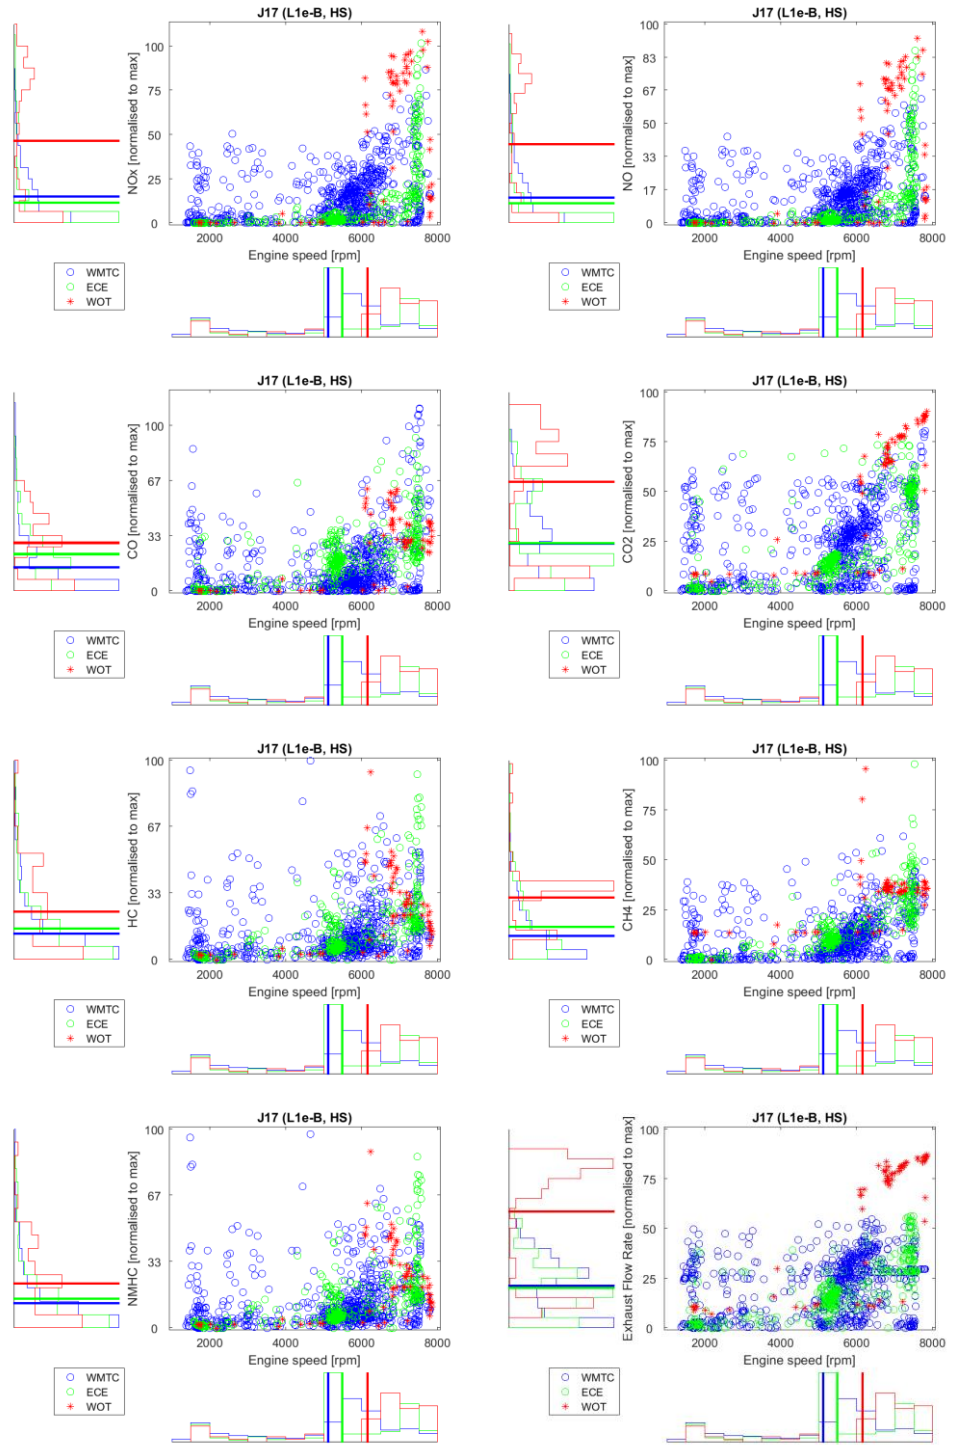 J17 (L1e-B, HS)
NOx [normalised to max]
100
75
50
25
0
2000 4000 6000 8000
Engine speed [rpm]
WMTC
ECE
WOT
J17 (L1e-B, HS)
NO [normalised to max]
100
83
67
50
33
17
0
2000 4000 6000 8000
Engine speed [rpm]
WMTC
ECE
WOT
J17 (L1e-B, HS)
CO [normalised to max]
100
67
33
0
2000 4000 6000 8000
Engine speed [rpm]
WMTC
ECE
WOT
J17 (L1e-B, HS)
CO2 [normalised to max]
100
75
50
25
0
2000 4000 6000 8000
Engine speed [rpm]
WMTC
ECE
WOT
J17 (L1e-B, HS)
HC [normalised to max]
100
67
33
0
2000 4000 6000 8000
Engine speed [rpm]
WMTC
ECE
WOT
J17 (L1e-B, HS)
CH4 [normalised to max]
100
75
50
25
0
2000 4000 6000 8000
Engine speed [rpm]
WMTC
ECE
WOT
J17 (L1e-B, HS)
NMHC [normalised to max]
100
67
33
0
2000 4000 6000 8000
Engine speed [rpm]
WMTC
ECE
WOT
J17 (L1e-B, HS)
Exhaust Flow Rate [normalised to max]
100
75
50
25
0
2000 4000 6000 8000
Engine speed [rpm]
WMTC
ECE
WOT